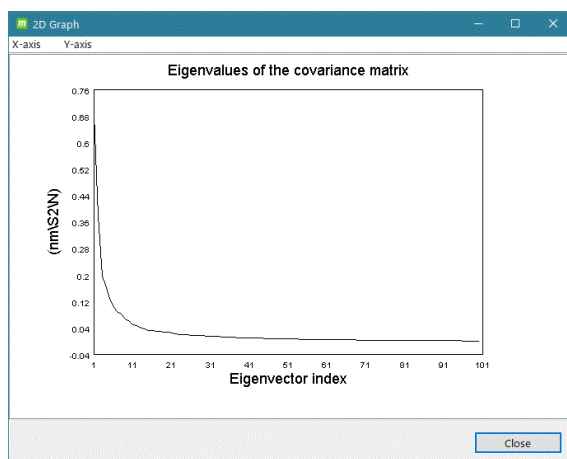 m 2D Graph
X-axis Y-axis
Eigenvalues of the covariance matrix
(nm\S2\N)
0.76
0.68
0.6
0.52
0.44
0.36
0.28
0.2
0.12
0.04
-0.04
1 11 21 31 41 51 61 71 81 91 101
Eigenvector index
Close